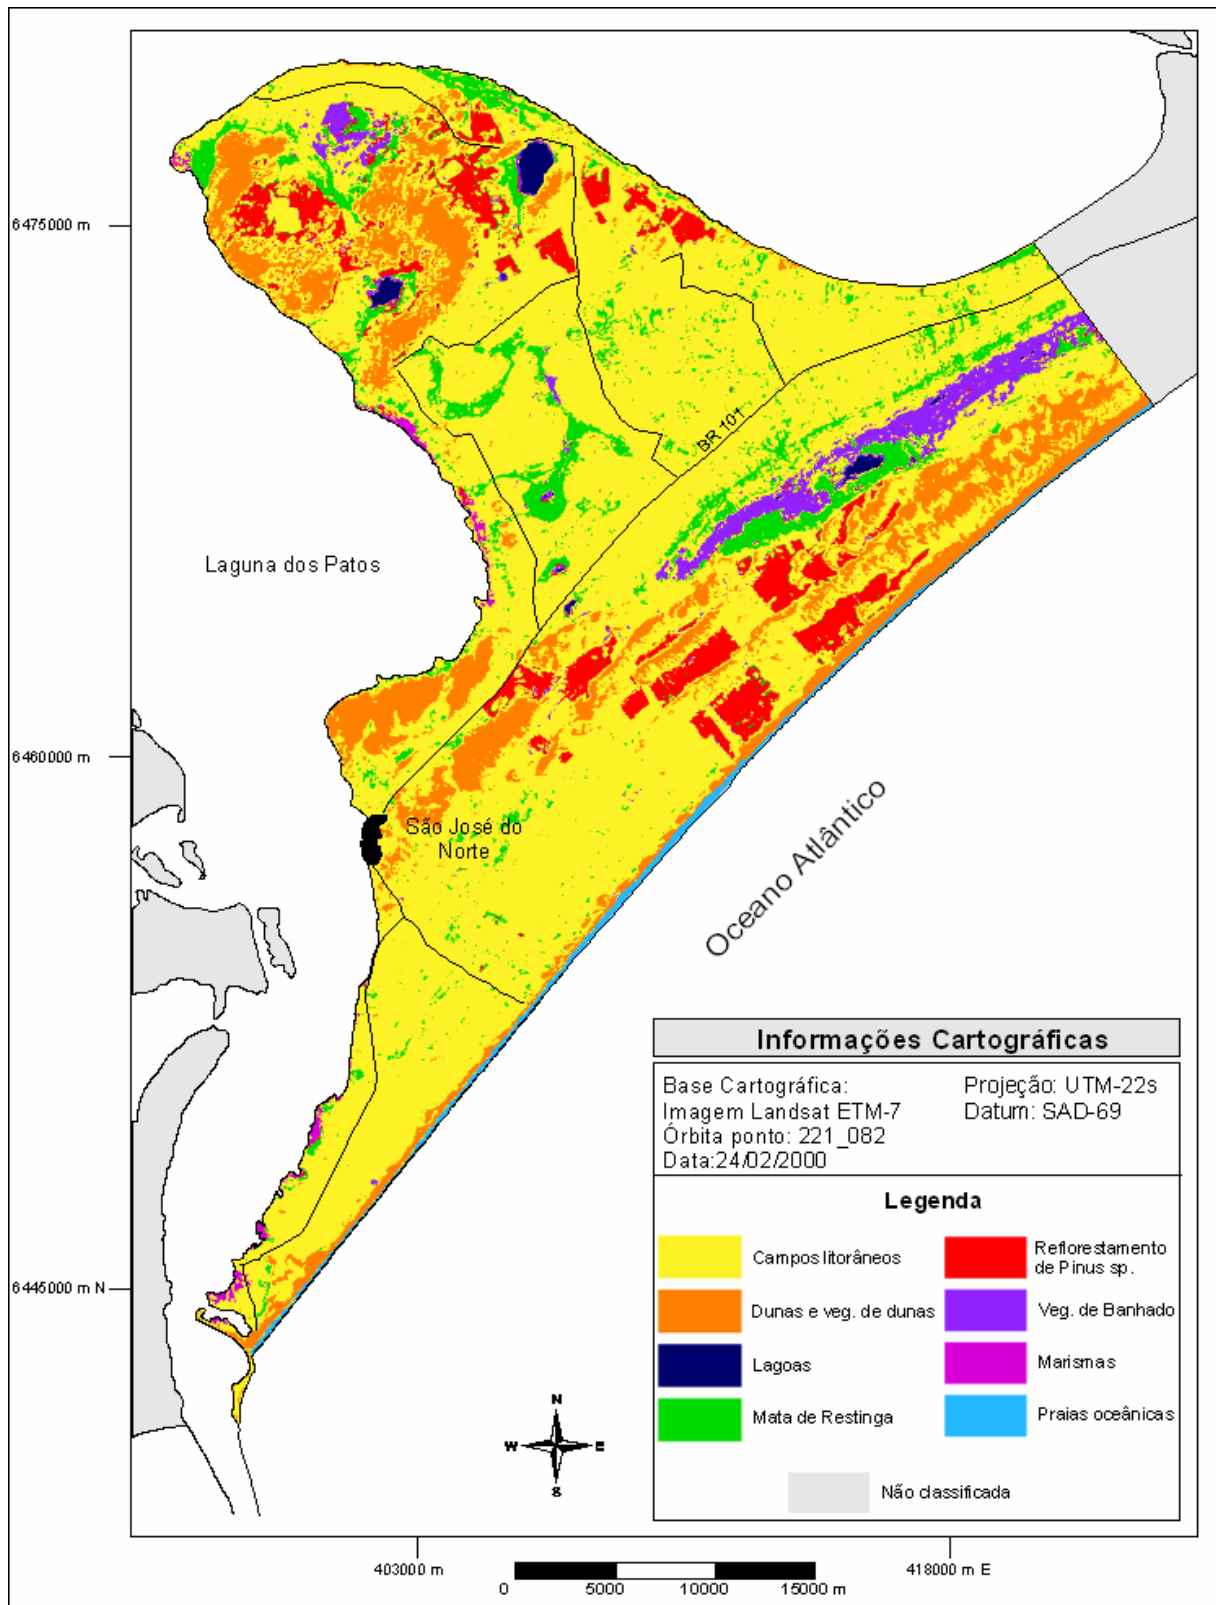 6475000 m
BR 101
Laguna dos Patos
6460000 m
São José do
Norte
Oceano Atlântico
Informações Cartográficas
Base Cartográfica:
Imagem Landsat ETM-7
Órbita ponto: 221_082
Data:24/02/2000
Projeção: UTM-22s
Datum: SAD-69
Legenda
Campos litorâneos
Dunas e veg. de dunas
Lagoas
Mata de Restinga
Reflorestamento
de Pinus sp.
Veg. de Banhado
Marismas
Praias oceânicas
Não classificada
6445000 m N
N
W
E
S
403000 m
418000 m E
0
5000
10000
15000 m